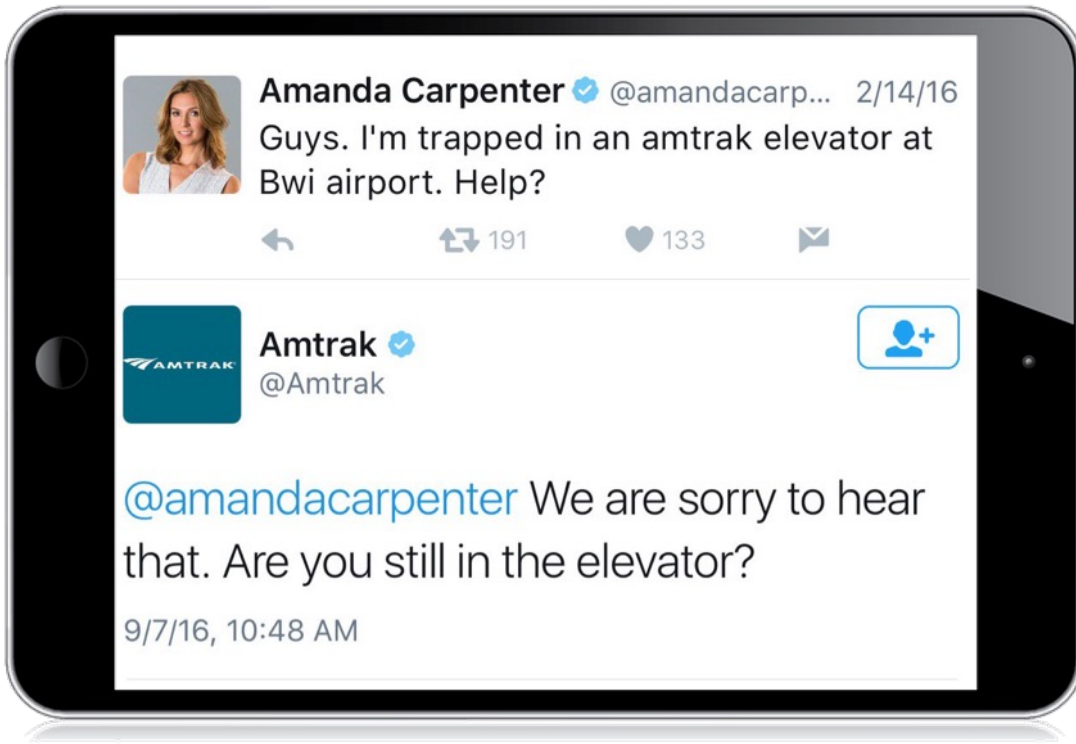 Amanda Carpenter @amandacarp... 2/14/16
Guys. I'm trapped in an amtrak elevator at
Bwi airport. Help?
191 133
AMTRAK
Amtrak
@Amtrak
@amandacarpenter We are sorry to hear
that. Are you still in the elevator?
9/7/16, 10:48 AM